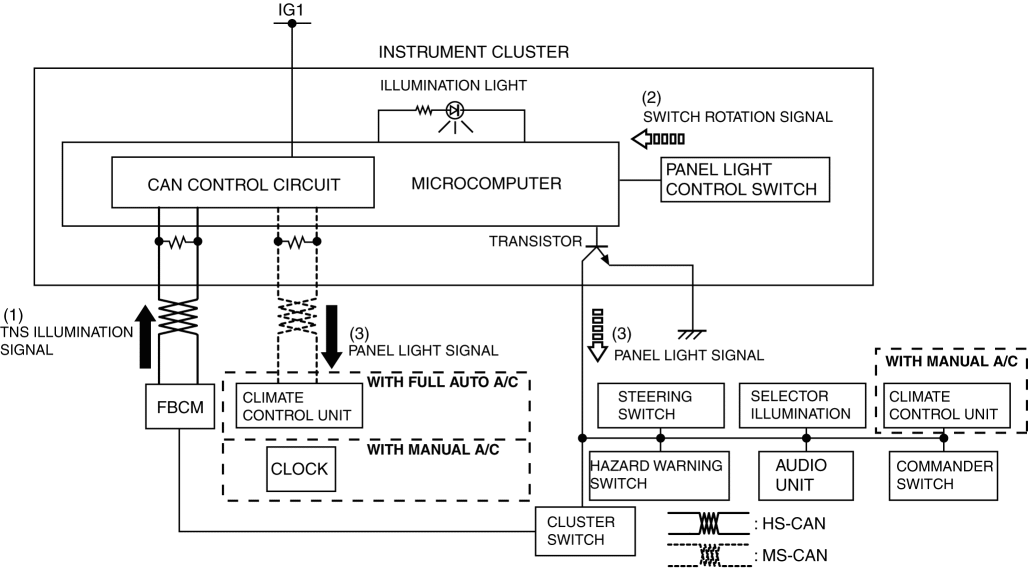 IG1
INSTRUMENT CLUSTER
ILLUMINATION LIGHT
(2)
SWITCH ROTATION SIGNAL
CAN CONTROL CIRCUIT
MICROCOMPUTER
PANEL LIGHT
CONTROL SWITCH
TRANSISTOR
(1)
TNS ILLUMINATION
SIGNAL
(3)
PANEL LIGHT SIGNAL
(3)
PANEL LIGHT SIGNAL
WITH MANUAL A/C
WITH FULL AUTO A/C
FBCM
CLIMATE
CONTROL UNIT
STEERING
SWITCH
SELECTOR
ILLUMINATION
CLIMATE
CONTROL UNIT
WITH MANUAL A/C
CLOCK
HAZARD WARNING
SWITCH
AUDIO
UNIT
COMMANDER
SWITCH
CLUSTER
SWITCH
: HS-CAN
: MS-CAN